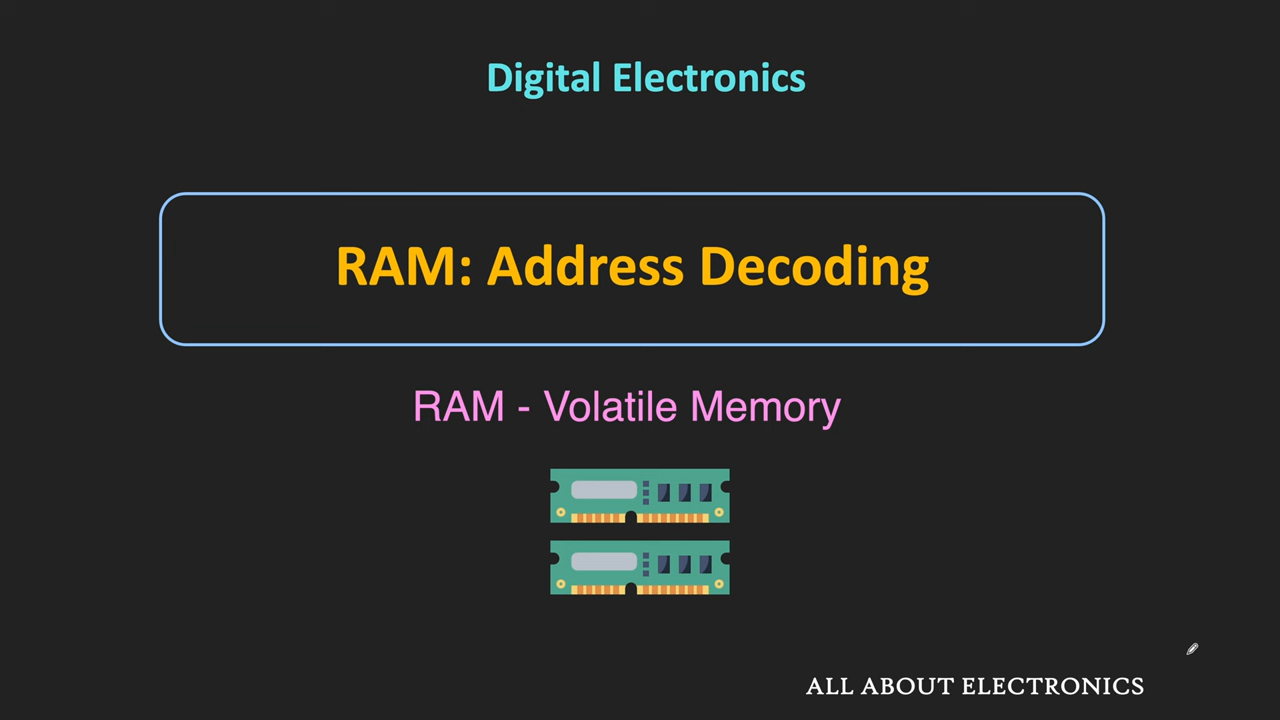 Digital Electronics
RAM: Address Decoding
RAM - Volatile Memory
ALL ABOUT ELECTRONICS